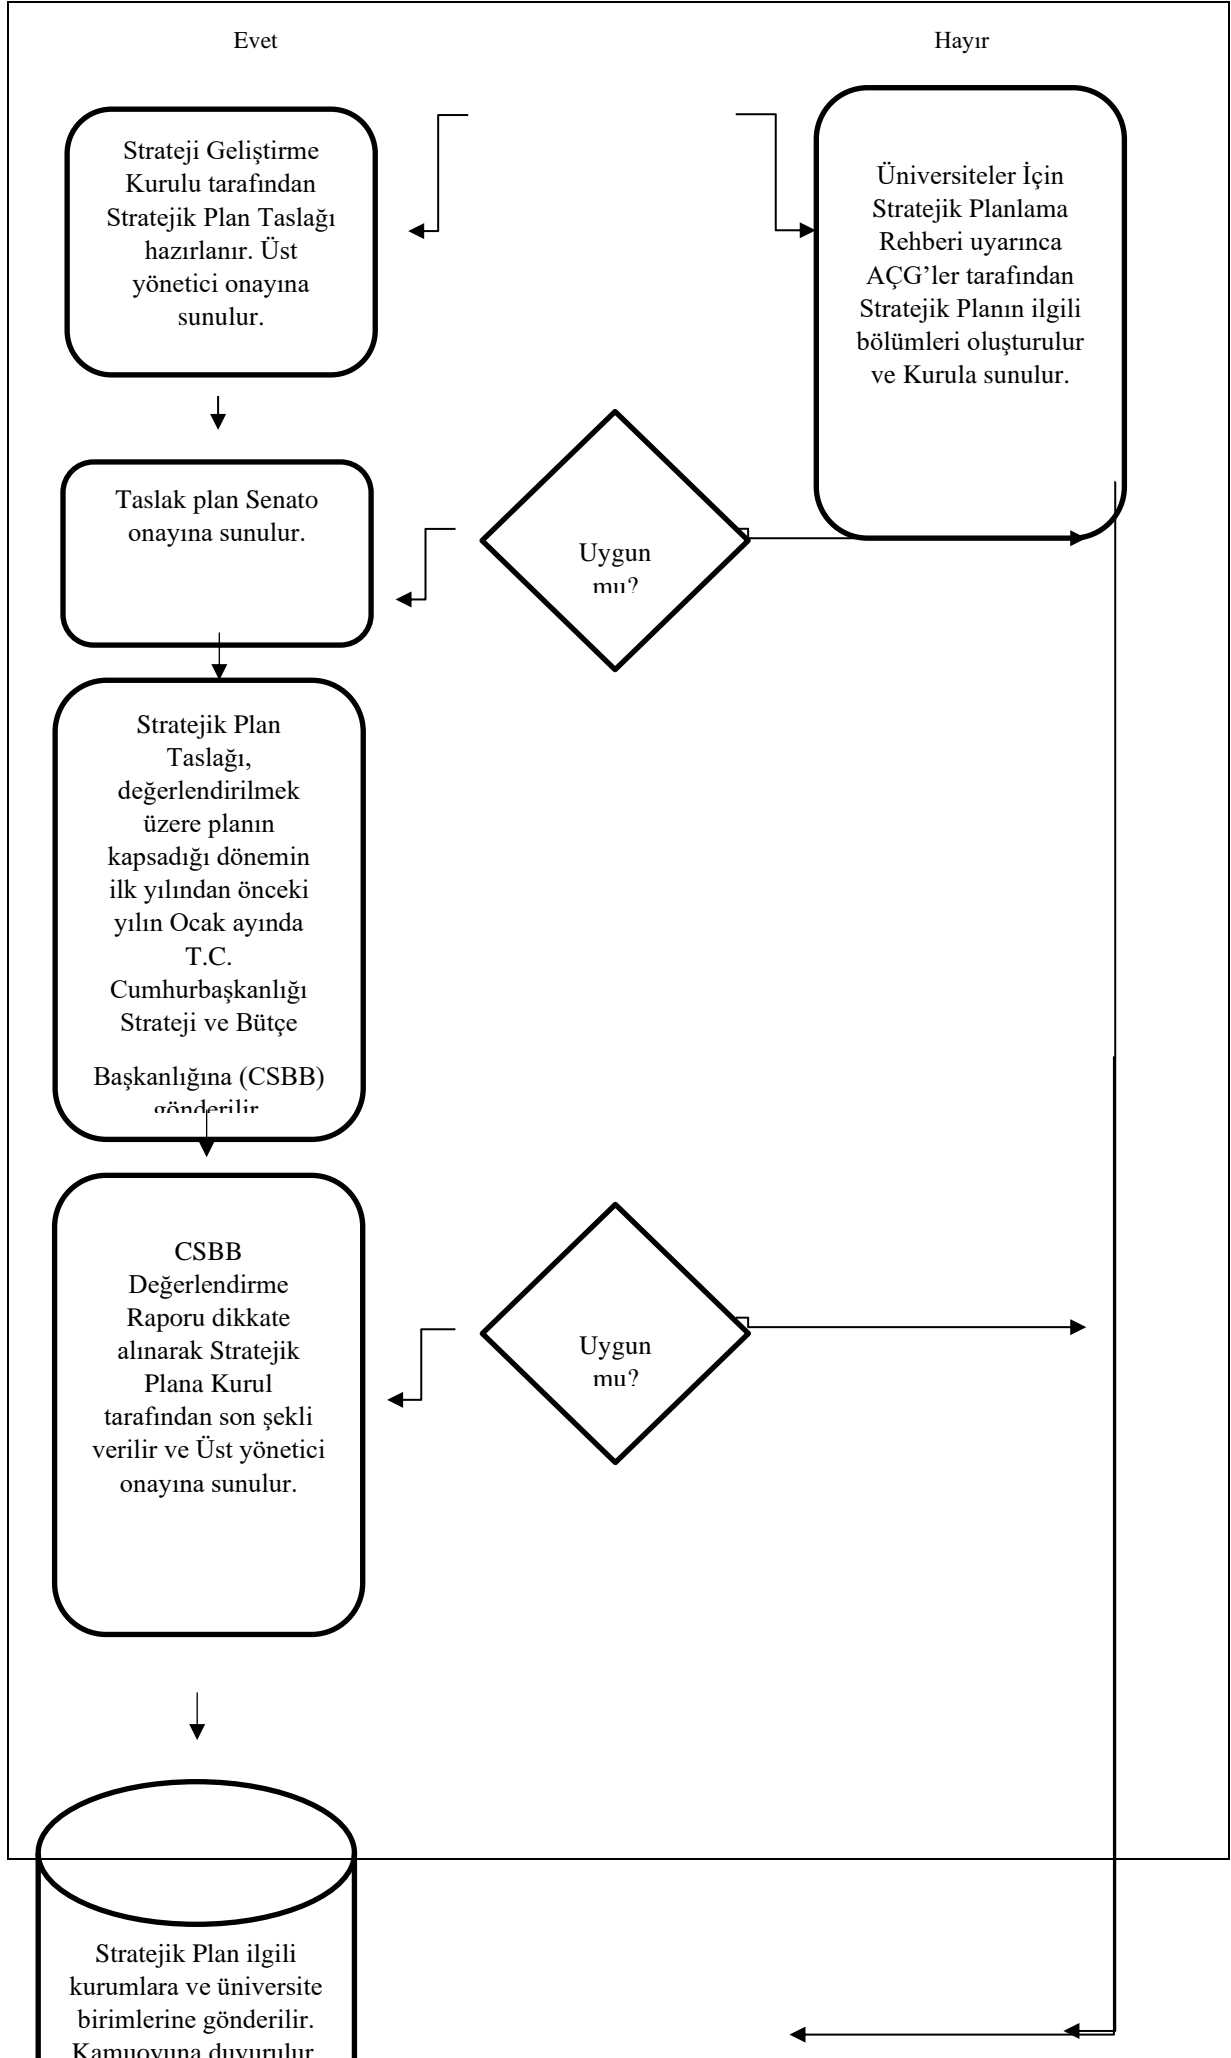 Evet
Hayır
Strateji Geliştirme
Kurulu tarafından
Stratejik Plan Taslağı
hazırlanır. Üst
yönetici onayına
sunulur.
Üniversiteler İçin
Stratejik Planlama
Rehberi uyarınca
AÇG’ler tarafından
Stratejik Planın ilgili
bölümleri oluşturulur
ve Kurula sunulur.
Taslak plan Senato
onayına sunulur.
Uygun
mu?
Stratejik Plan
Taslağı,
değerlendirilmek
üzere planın
kapsadığı dönemin
ilk yılından önceki
yılın Ocak ayında
T.C.
Cumhurbaşkanlığı
Strateji ve Bütçe
Başkanlığına (CSBB)
gönderilir
CSBB
Değerlendirme
Raporu dikkate
alınarak Stratejik
Plana Kurul
tarafından son şekli
verilir ve Üst yönetici
onayına sunulur.
Uygun
mu?
Stratejik Plan ilgili
kurumlara ve üniversite
birimlerine gönderilir.
Kamuoyuna duyurulur.